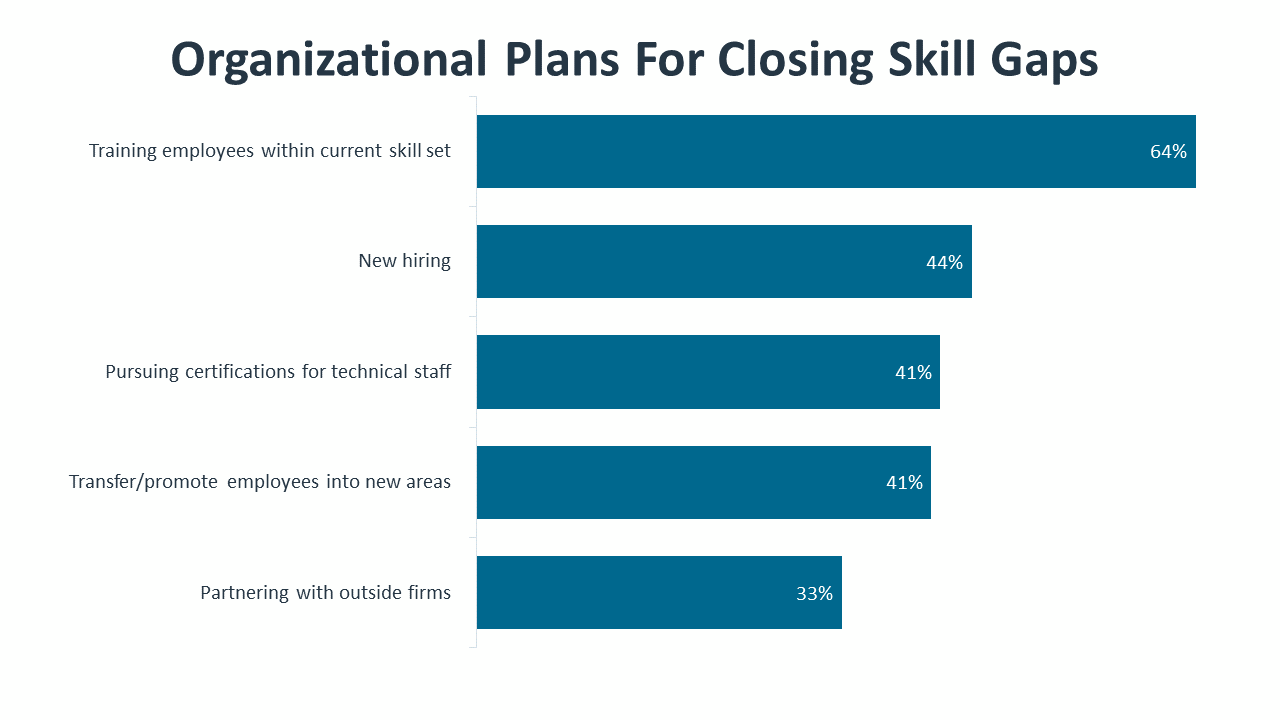 Organizational Plans For Closing Skill Gaps
Training employees within current skill set
64%
New hiring
44%
Pursuing certifications for technical staff
41%
Transfer/promote employees into new areas
41%
Partnering with outside firms
33%